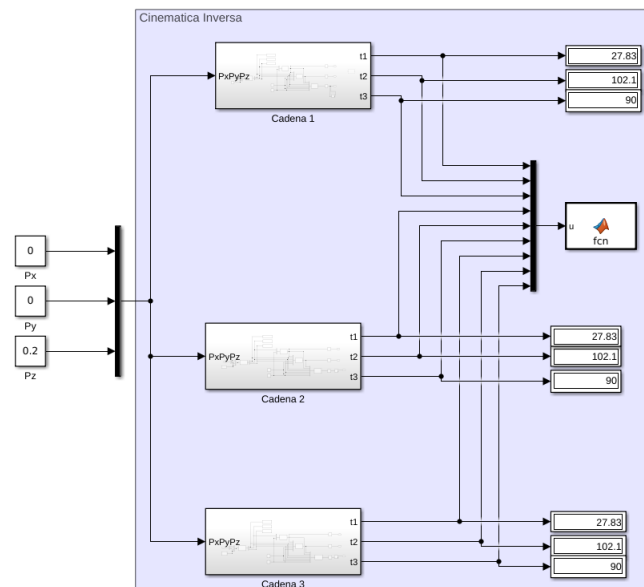 Cinematica Inversa
PxPyPz
t1
t2
t3
Cadena 1
27.83
102.1
90
0
Px
0
Py
0.2
Pz
u
fcn
PxPyPz
t1
t2
t3
Cadena 2
27.83
102.1
90
PxPyPz
t1
t2
t3
Cadena 3
27.83
102.1
90